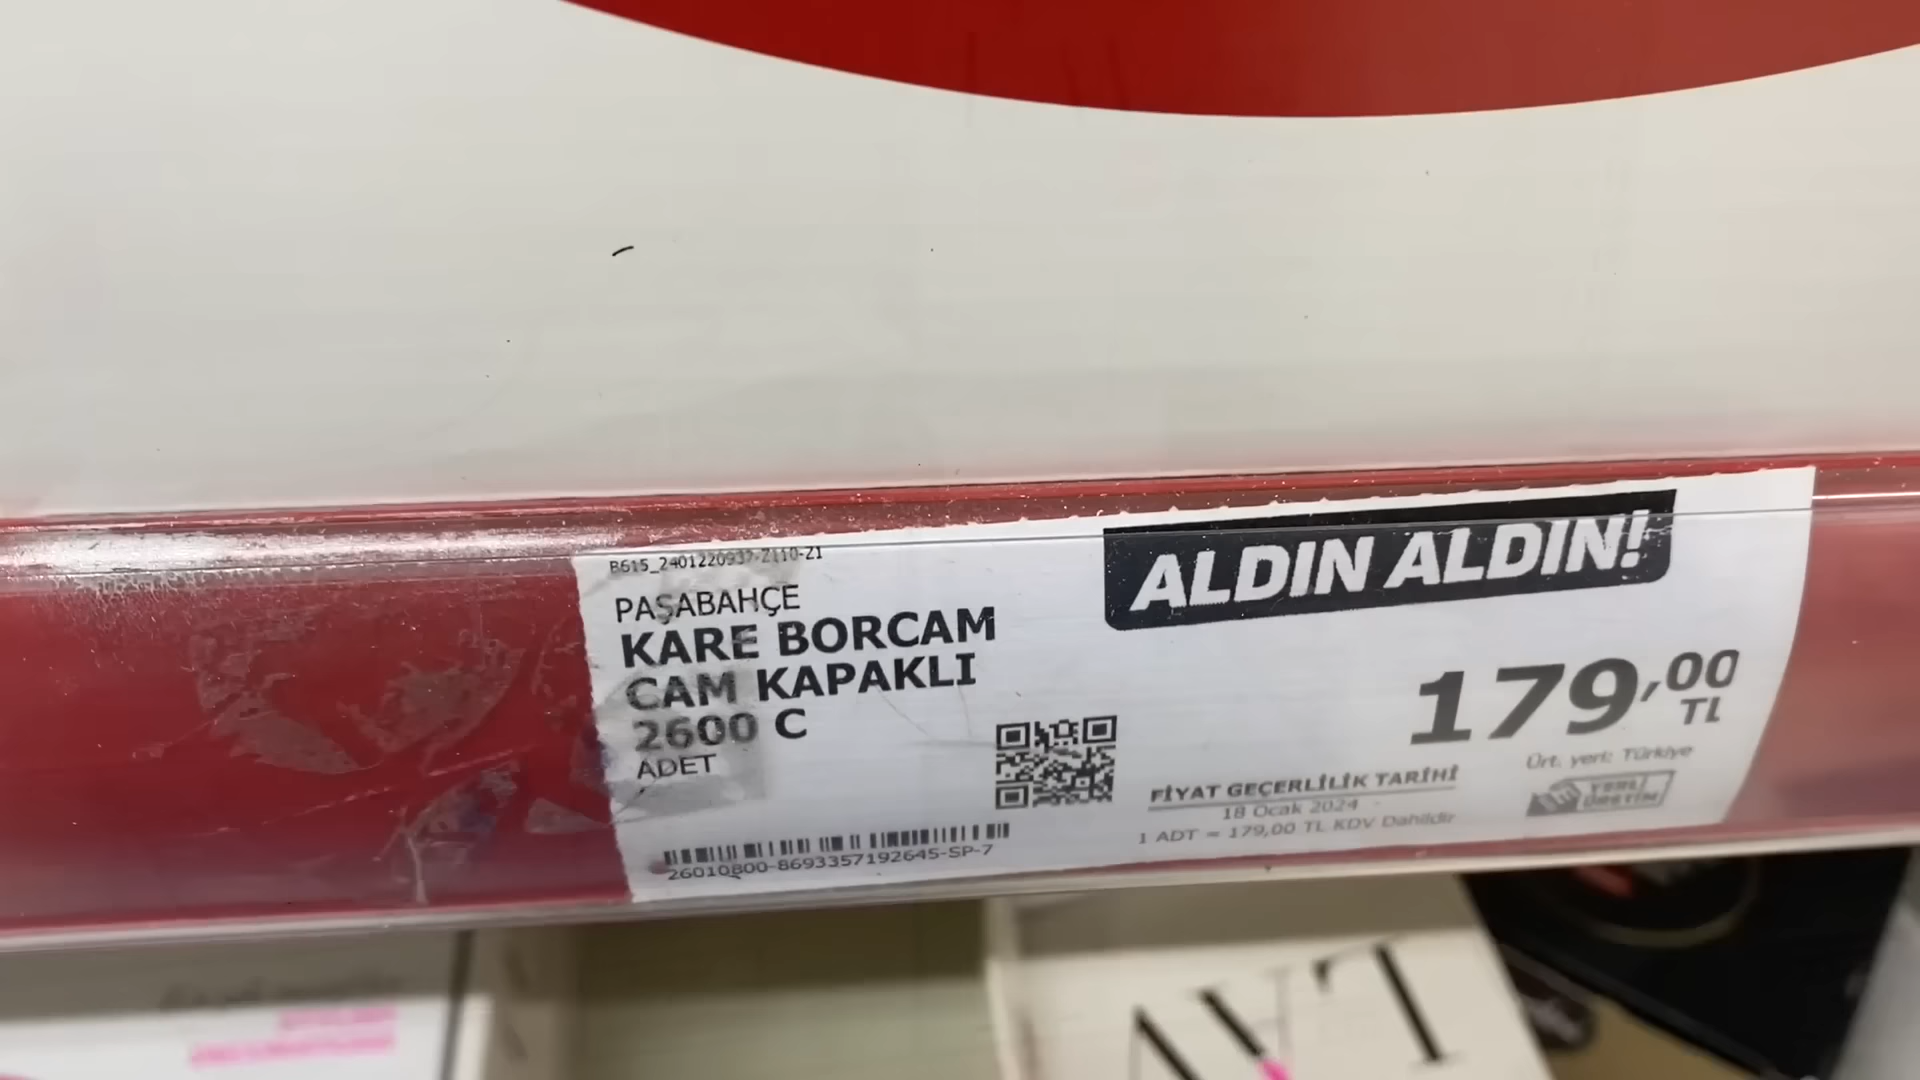 B615_2401220937-Z110-Z1
PAŞABAHÇE
KARE BORCAM
CAM KAPAKLI
2600 C
ADET
26010800-8693357192645-SP-7
ALDIN ALDIN!
179,00
TL
Ürt. yeri: Türkiye
YERLİ
ÜRETİM
FİYAT GEÇERLİLİK TARİHİ
18 Ocak 2024 -
1 ADT = 179,00 TL KDV Dahildir